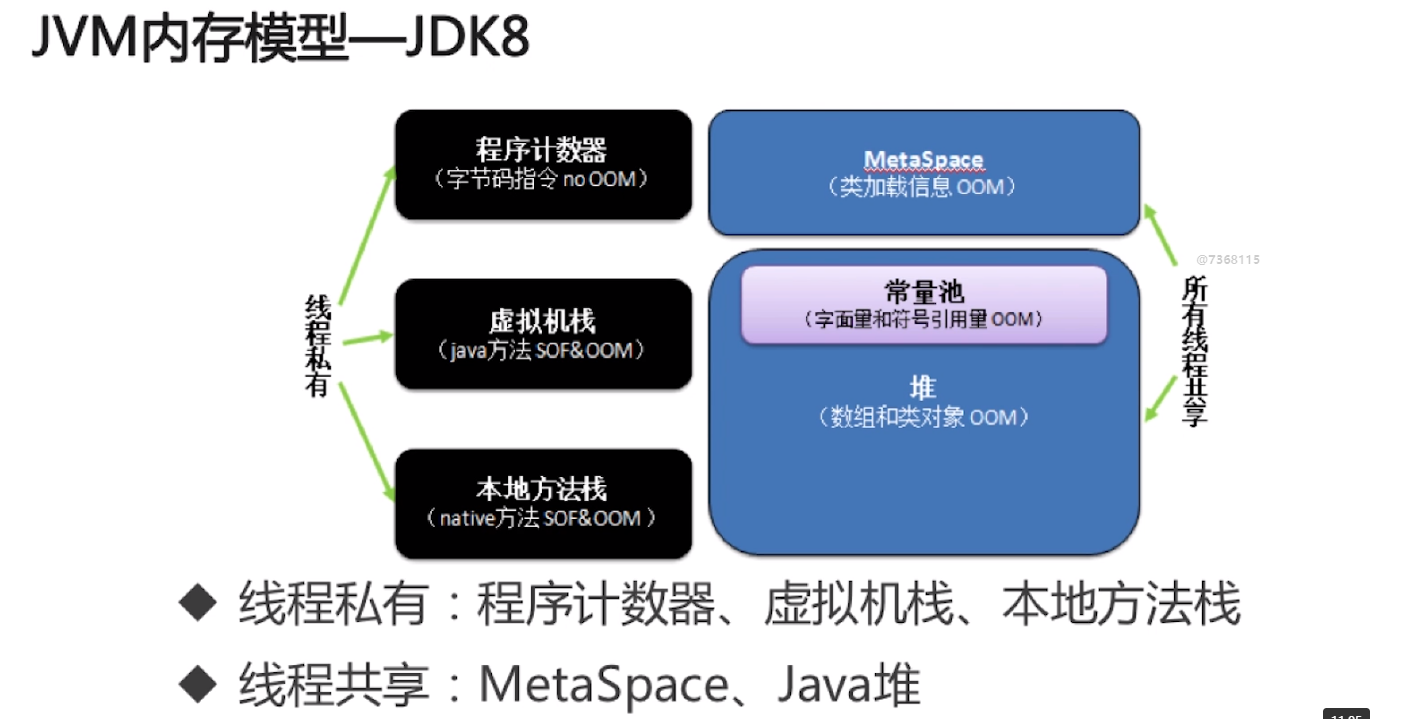 JVM内存模型—JDK8
程序计数器
（字节码指令 no OOM）
MetaSpace
（类加载信息 OOM）
@7368115
常量池
（字面量和符号引用量 OOM）
线程私有
虚拟机栈
（java方法 SOF&OOM）
所有线程共享
堆
（数组和类对象 OOM）
本地方法栈
（native方法 SOF&OOM ）
◆ 线程私有：程序计数器、虚拟机栈、本地方法栈
◆ 线程共享：MetaSpace、Java堆